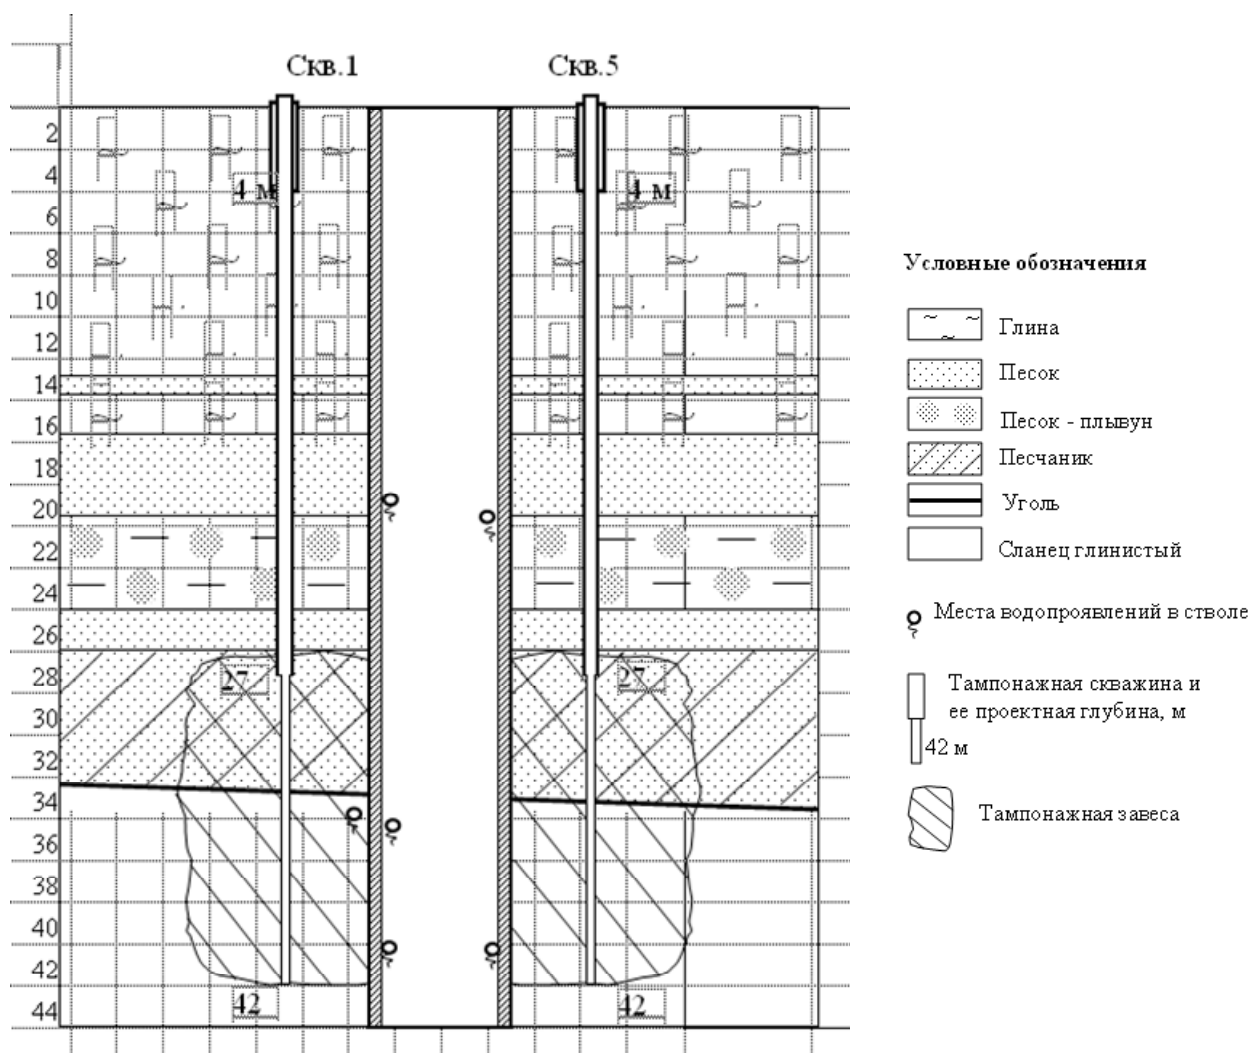 Скв.1
Скв.5
2
4
6
8
10
12
14
16
18
20
22
24
26
28
30
32
34
36
38
40
42
44
4 м
4 м
27
27
42
42
Условные обозначения
Глина
Песок
Песок - плывун
Песчаник
Уголь
Сланец глинистый
Места водопроявлений в стволе
Тампонажная скважина и
ее проектная глубина, м
42 м
Тампонажная завеса